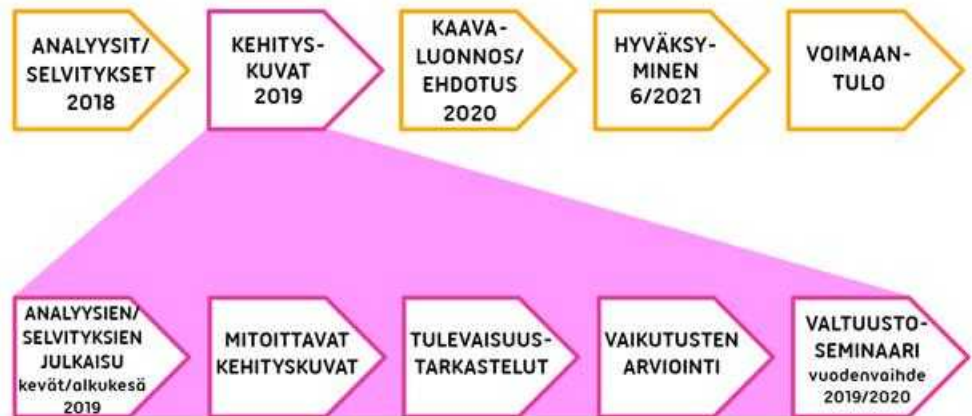 ANALYYSIT/
SELVITYKSET
2018
KEHITYS-
KUVAT
2019
KAAVA-
LUONNOS/
EHDOTUS
2020
HYVÄKSY-
MINEN
6/2021
VOIMAAN-
TULO
ANALYYSIEN/
SELVITYKSIEN
JULKAISU
kevät/alkukesä
2019
MITOITTAVAT
KEHITYSKUVAT
TULEVAISUUS-
TARKASTELUT
VAIKUTUSTEN
ARVIOINTI
VALTUUSTO-
SEMINAARI
vuodenvaihde
2019/2020